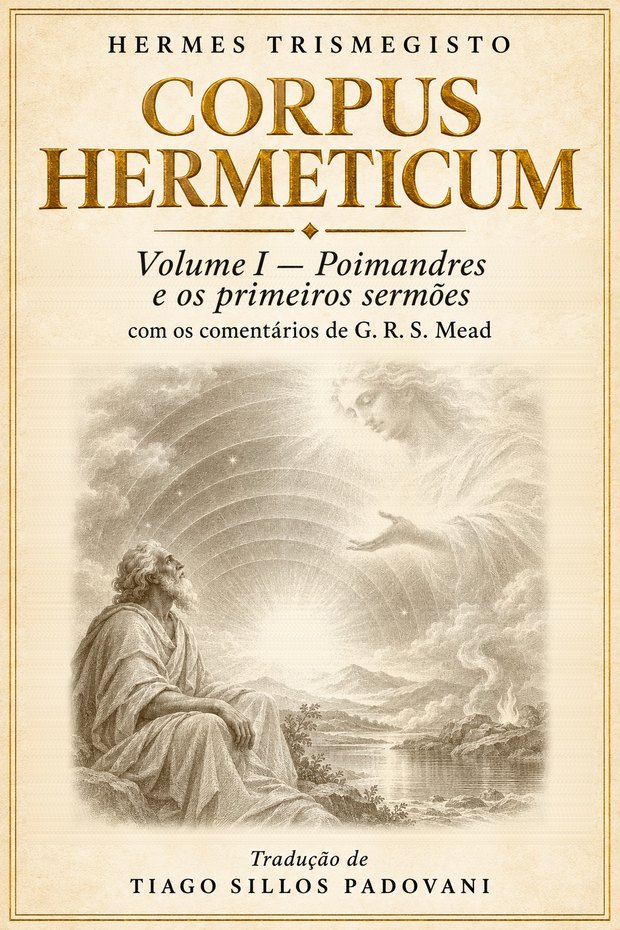 HERMES TRISMEGISTO
CORPUS
HERMETICUM
Volume I — Poimandres
e os primeiros sermões
com os comentários de G. R. S. Mead
Tradução de
TIAGO SILLOS PADOVANI